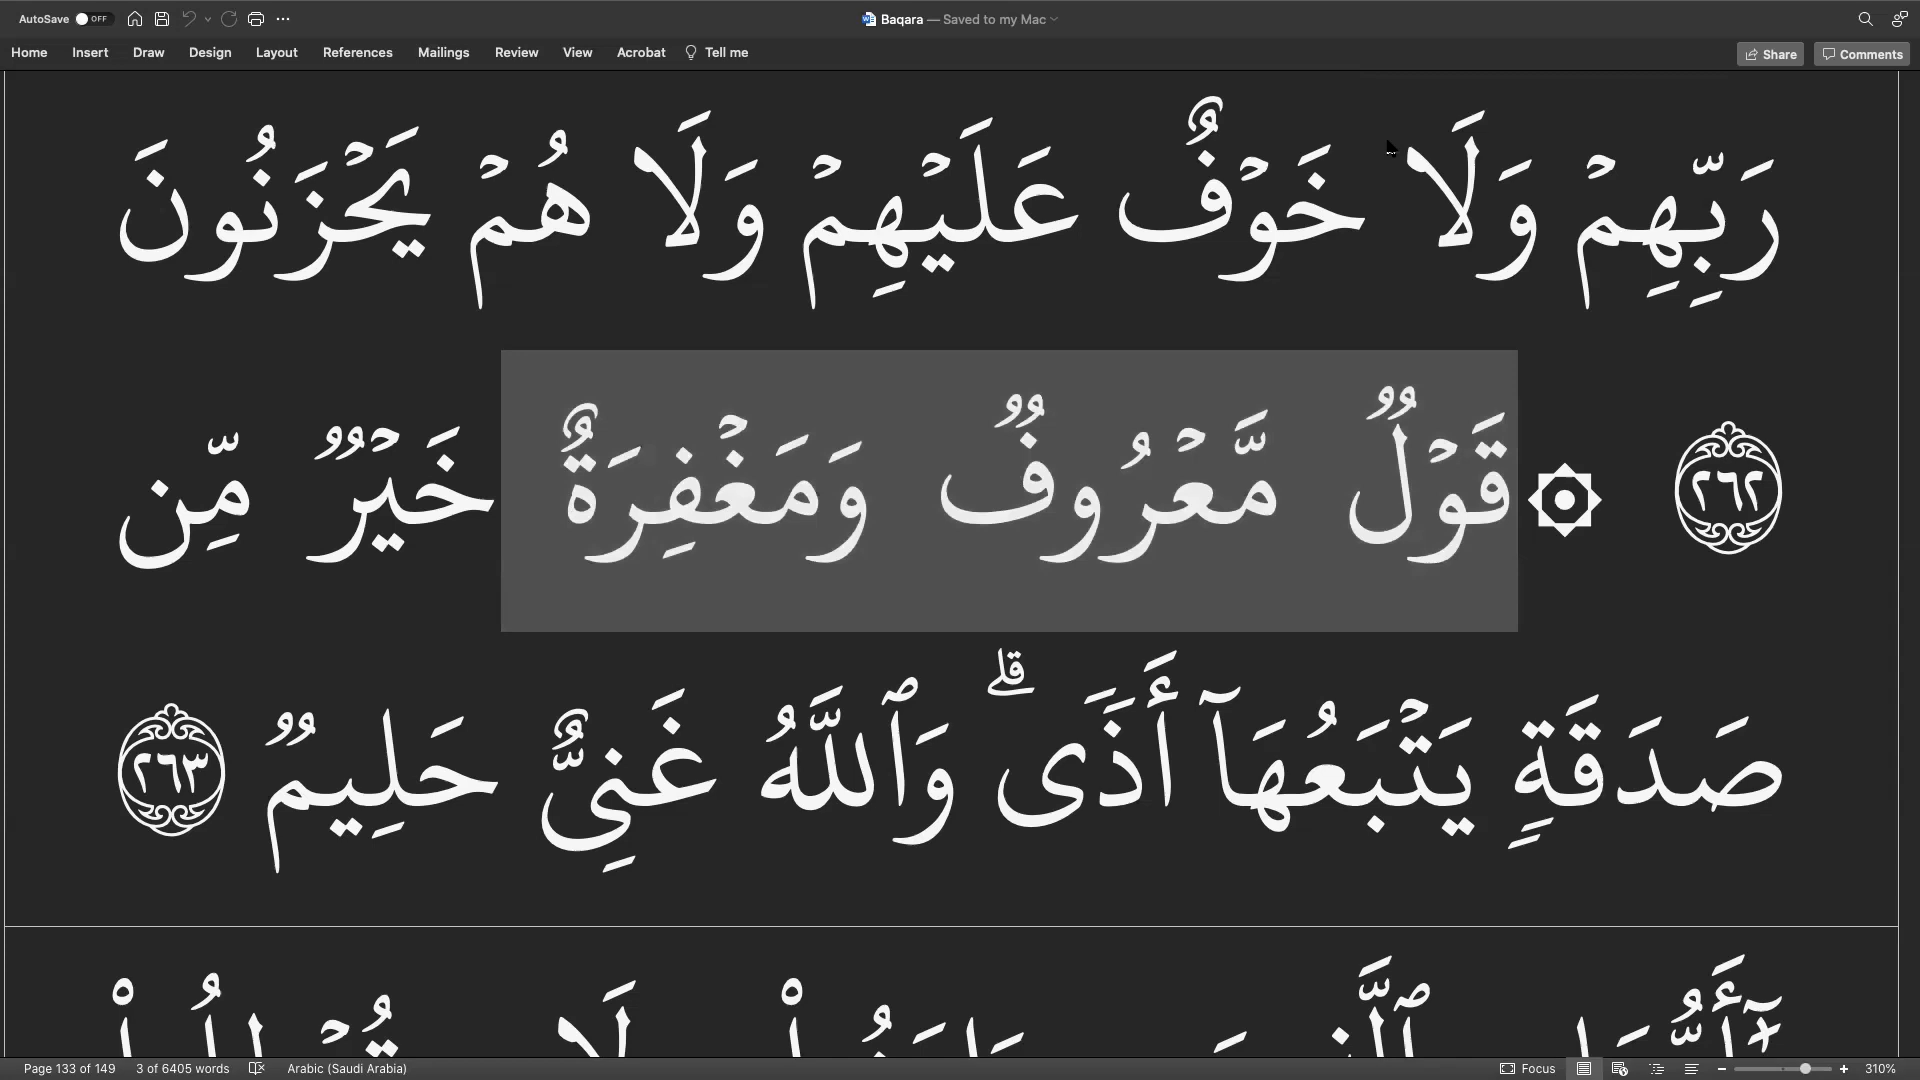 AutoSave OFF
Baqara — Saved to my Mac
Home Insert Draw Design Layout References Mailings Review View Acrobat Tell me
Share Comments
رَبِّهِمۡ وَلَا خَوۡفٌ عَلَيۡهِمۡ وَلَا هُمۡ يَحۡزَنُونَ
٢٦٢ ۞ قَوۡلٞ مَّعۡرُوفٞ وَمَغۡفِرَةٌ خَيۡرٞ مِّن
صَدَقَةٖ يَتۡبَعُهَآ أَذٗىۗ وَٱللَّهُ غَنِيٌّ حَلِيمٞ ٢٦٣
Page 133 of 149 3 of 6405 words Arabic (Saudi Arabia) Focus 310%